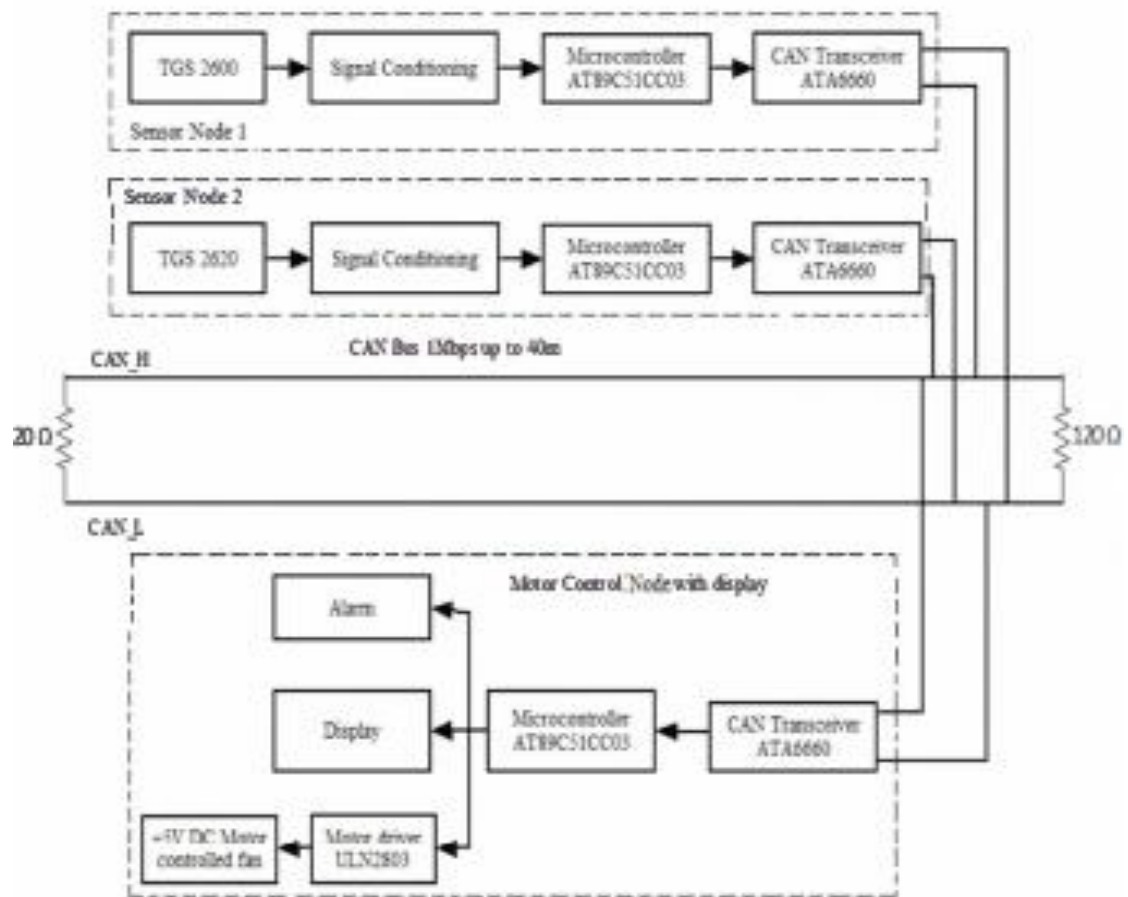 TGS 2600
Signal Conditioning
Microcontroller
AT89C51CC03
CAN Transceiver
ATA6660
Sensor Node 1
Sensor Node 2
TGS 2620
Signal Conditioning
Microcontroller
AT89C51CC03
CAN Transceiver
ATA6660
CAN Bus 1Mbps up to 40m
CAN_H
20 Ω
120 Ω
CAN_L
Motor Control Node with display
Alarm
Display
Microcontroller
AT89C51CC03
CAN Transceiver
ATA6660
+5V DC Motor
controlled fan
Motor driver
ULN2803